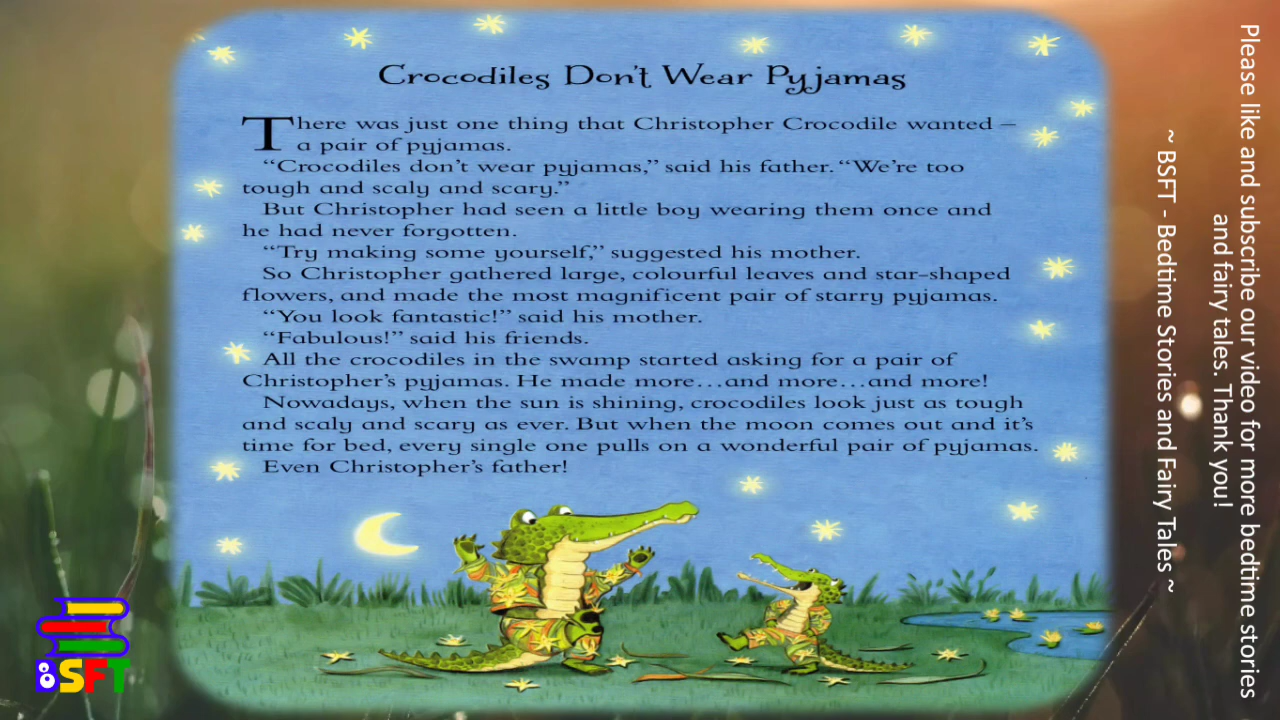 Crocodiles Don't Wear Pyjamas
There was just one thing that Christopher Crocodile wanted –
a pair of pyjamas.
“Crocodiles don't wear pyjamas,” said his father. “We're too
tough and scaly and scary.”
But Christopher had seen a little boy wearing them once and
he had never forgotten.
“Try making some yourself,” suggested his mother.
So Christopher gathered large, colourful leaves and star-shaped
flowers, and made the most magnificent pair of starry pyjamas.
“You look fantastic!” said his mother.
“Fabulous!” said his friends.
All the crocodiles in the swamp started asking for a pair of
Christopher's pyjamas. He made more...and more...and more!
Nowadays, when the sun is shining, crocodiles look just as tough
and scaly and scary as ever. But when the moon comes out and it's
time for bed, every single one pulls on a wonderful pair of pyjamas.
Even Christopher's father!
Please like and subscribe our video for more bedtime stories
and fairy tales. Thank you!
~ BSFT - Bedtime Stories and Fairy Tales ~
BSFT